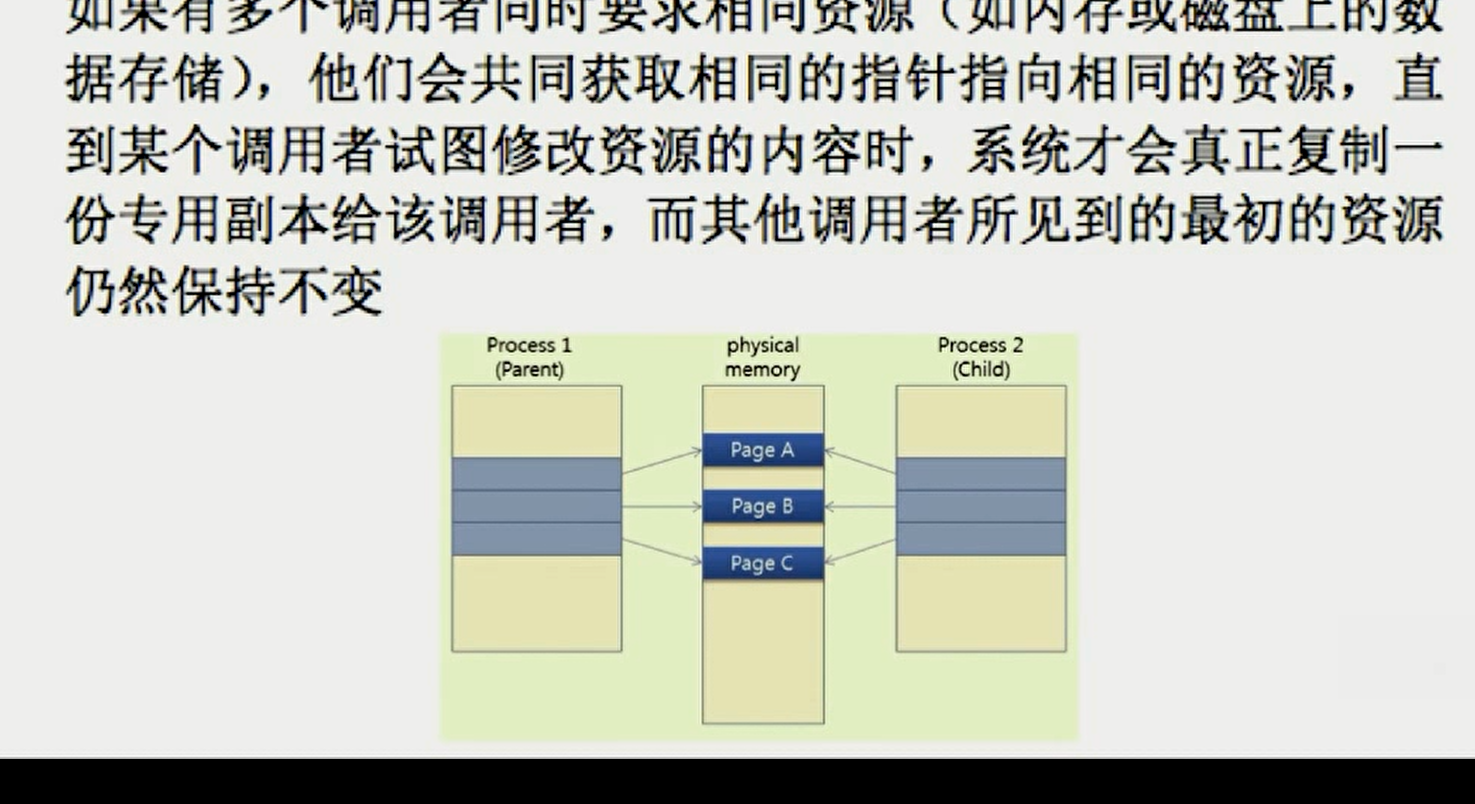 如果有多个调用者同时要求相同资源（如内存或磁盘上的数
据存储），他们会共同获取相同的指针指向相同的资源，直
到某个调用者试图修改资源的内容时，系统才会真正复制一
份专用副本给该调用者，而其他调用者所见到的最初的资源
仍然保持不变
Process 1
(Parent)
physical
memory
Process 2
(Child)
Page A
Page B
Page C